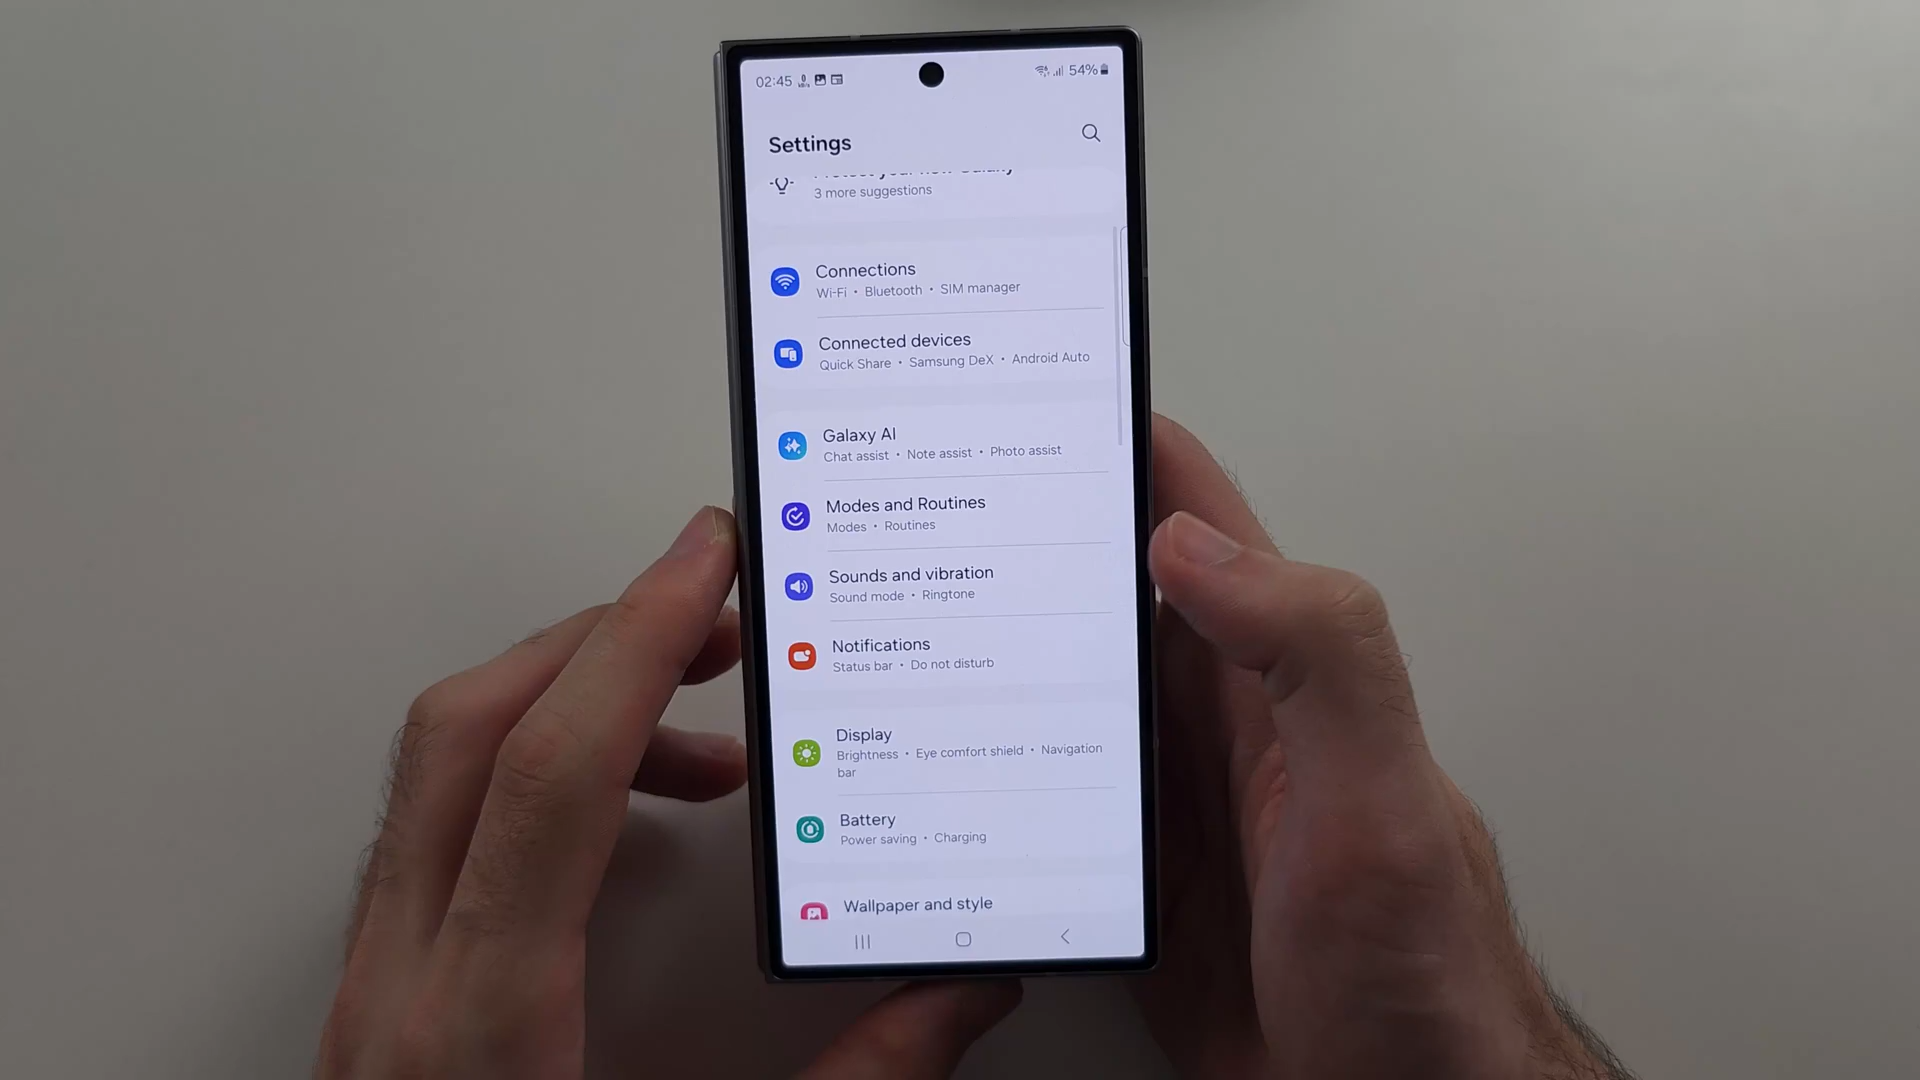 02:45
54%
Settings
3 more suggestions
Connections
Wi-Fi • Bluetooth • SIM manager
Connected devices
Quick Share • Samsung DeX • Android Auto
Galaxy AI
Chat assist • Note assist • Photo assist
Modes and Routines
Modes • Routines
Sounds and vibration
Sound mode • Ringtone
Notifications
Status bar • Do not disturb
Display
Brightness • Eye comfort shield • Navigation
bar
Battery
Power saving • Charging
Wallpaper and style